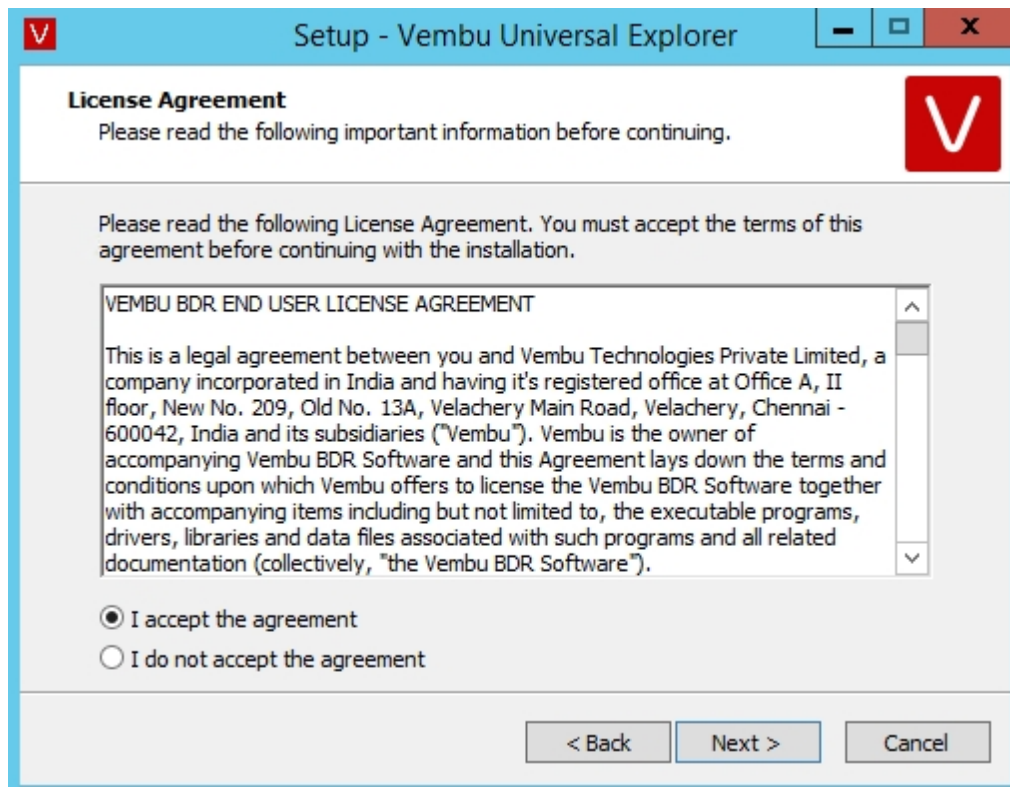 V
Setup - Vembu Universal Explorer
x
License Agreement
Please read the following important information before continuing.
V
Please read the following License Agreement. You must accept the terms of this
agreement before continuing with the installation.
VEMBU BDR END USER LICENSE AGREEMENT
This is a legal agreement between you and Vembu Technologies Private Limited, a
company incorporated in India and having it's registered office at Office A, II
floor, New No. 209, Old No. 13A, Velachery Main Road, Velachery, Chennai -
600042, India and its subsidiaries ("Vembu"). Vembu is the owner of
accompanying Vembu BDR Software and this Agreement lays down the terms and
conditions upon which Vembu offers to license the Vembu BDR Software together
with accompanying items including but not limited to, the executable programs,
drivers, libraries and data files associated with such programs and all related
documentation (collectively, "the Vembu BDR Software").
I accept the agreement
I do not accept the agreement
< Back
Next >
Cancel